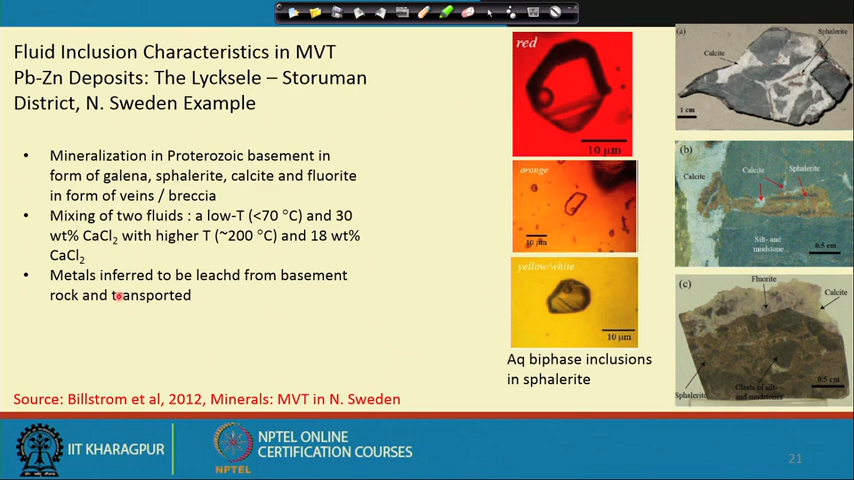 Fluid Inclusion Characteristics in MVT
Pb-Zn Deposits: The Lycksele – Storuman
District, N. Sweden Example
• Mineralization in Proterozoic basement in
form of galena, sphalerite, calcite and fluorite
in form of veins / breccia
• Mixing of two fluids : a low-T (<70 °C) and 30
wt% CaCl2 with higher T (~200 °C) and 18 wt%
CaCl2
• Metals inferred to be leachd from basement
rock and transported
Source: Billstrom et al, 2012, Minerals: MVT in N. Sweden
red
10 µm
orange
10 µm
yellow/white
10 µm
Aq biphase inclusions
in sphalerite
(a)
Sphalerite
Calcite
1 cm
(b)
Calcite
Calcite
Sphalerite
Silt- and
mudstone
0.5 cm
(c)
Fluorite
Calcite
0.5 cm
Sphalerite
Clasts of silt-
and mudstones
IIT KHARAGPUR
NPTEL
NPTEL ONLINE
CERTIFICATION COURSES
21